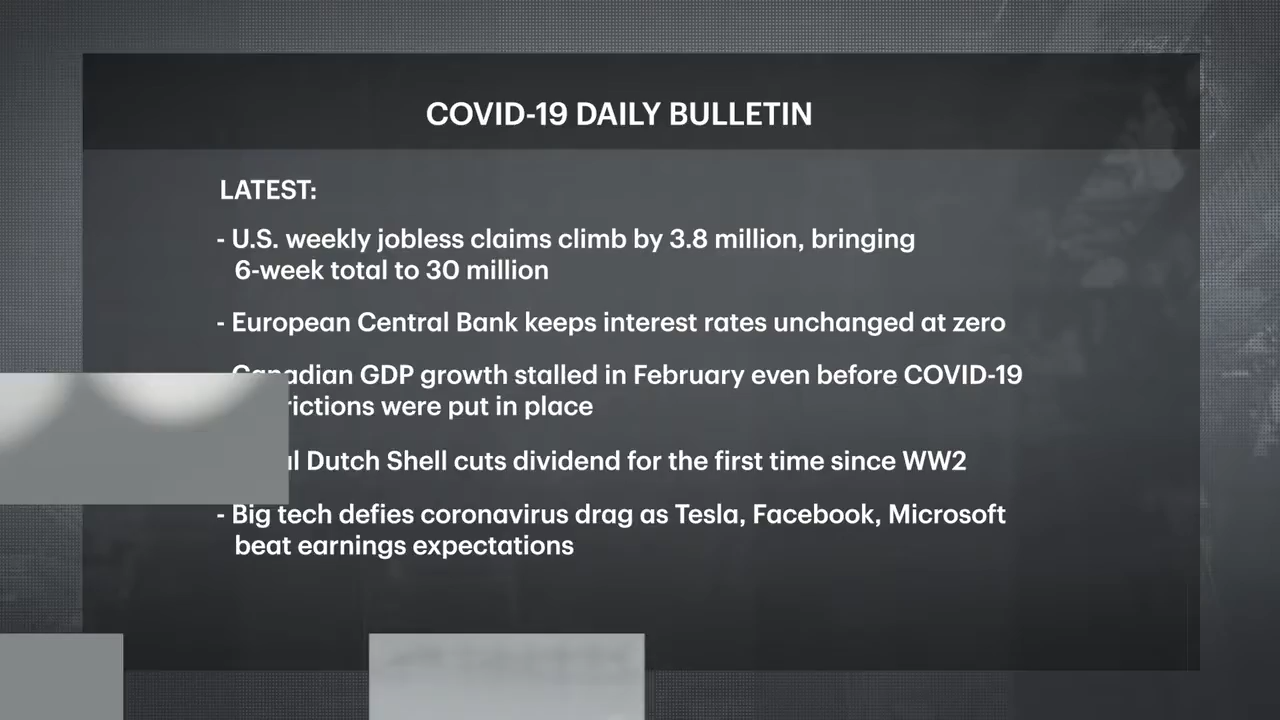 COVID-19 DAILY BULLETIN
LATEST:
- U.S. weekly jobless claims climb by 3.8 million, bringing
6-week total to 30 million
- European Central Bank keeps interest rates unchanged at zero
Canadian GDP growth stalled in February even before COVID-19
were put in place
Dutch Shell cuts dividend for the first time since WW2
- Big tech defies coronavirus drag as Tesla, Facebook, Microsoft
beat earnings expectations